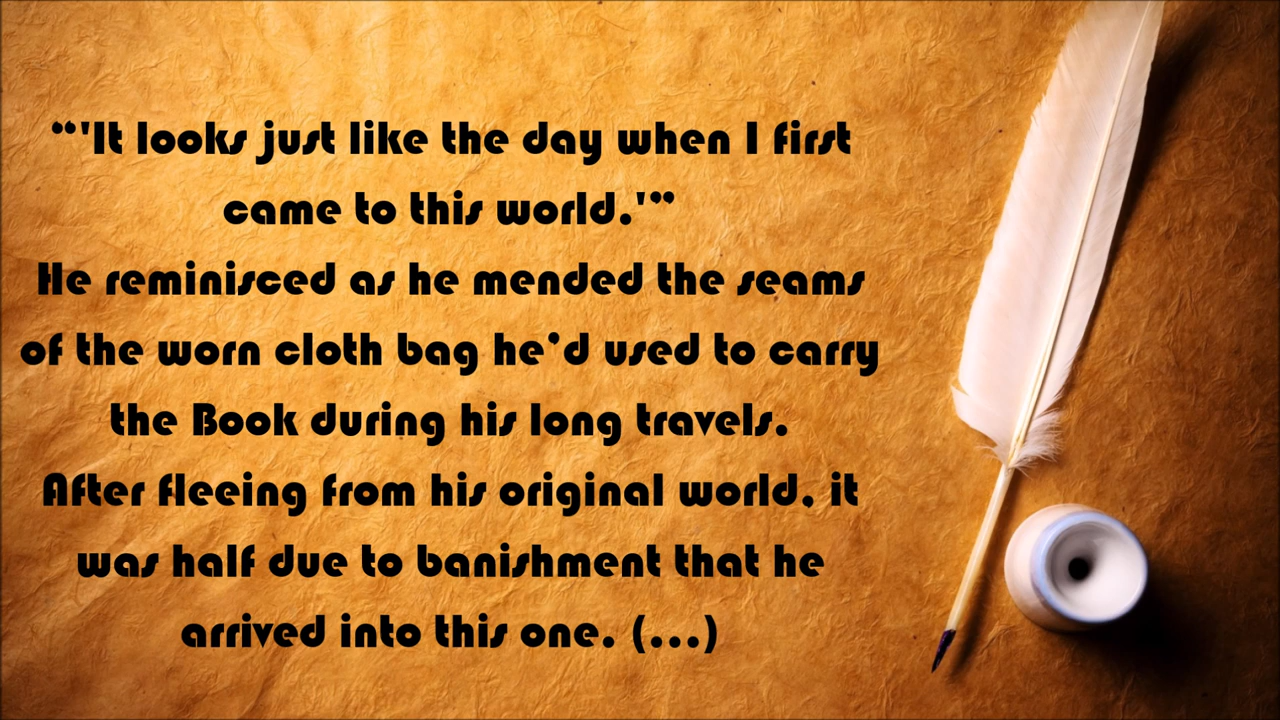 “'It looks just like the day when I first
came to this world.'”
He reminisced as he mended the seams
of the worn cloth bag he’d used to carry
the Book during his long travels.
After fleeing from his original world, it
was half due to banishment that he
arrived into this one. (...)